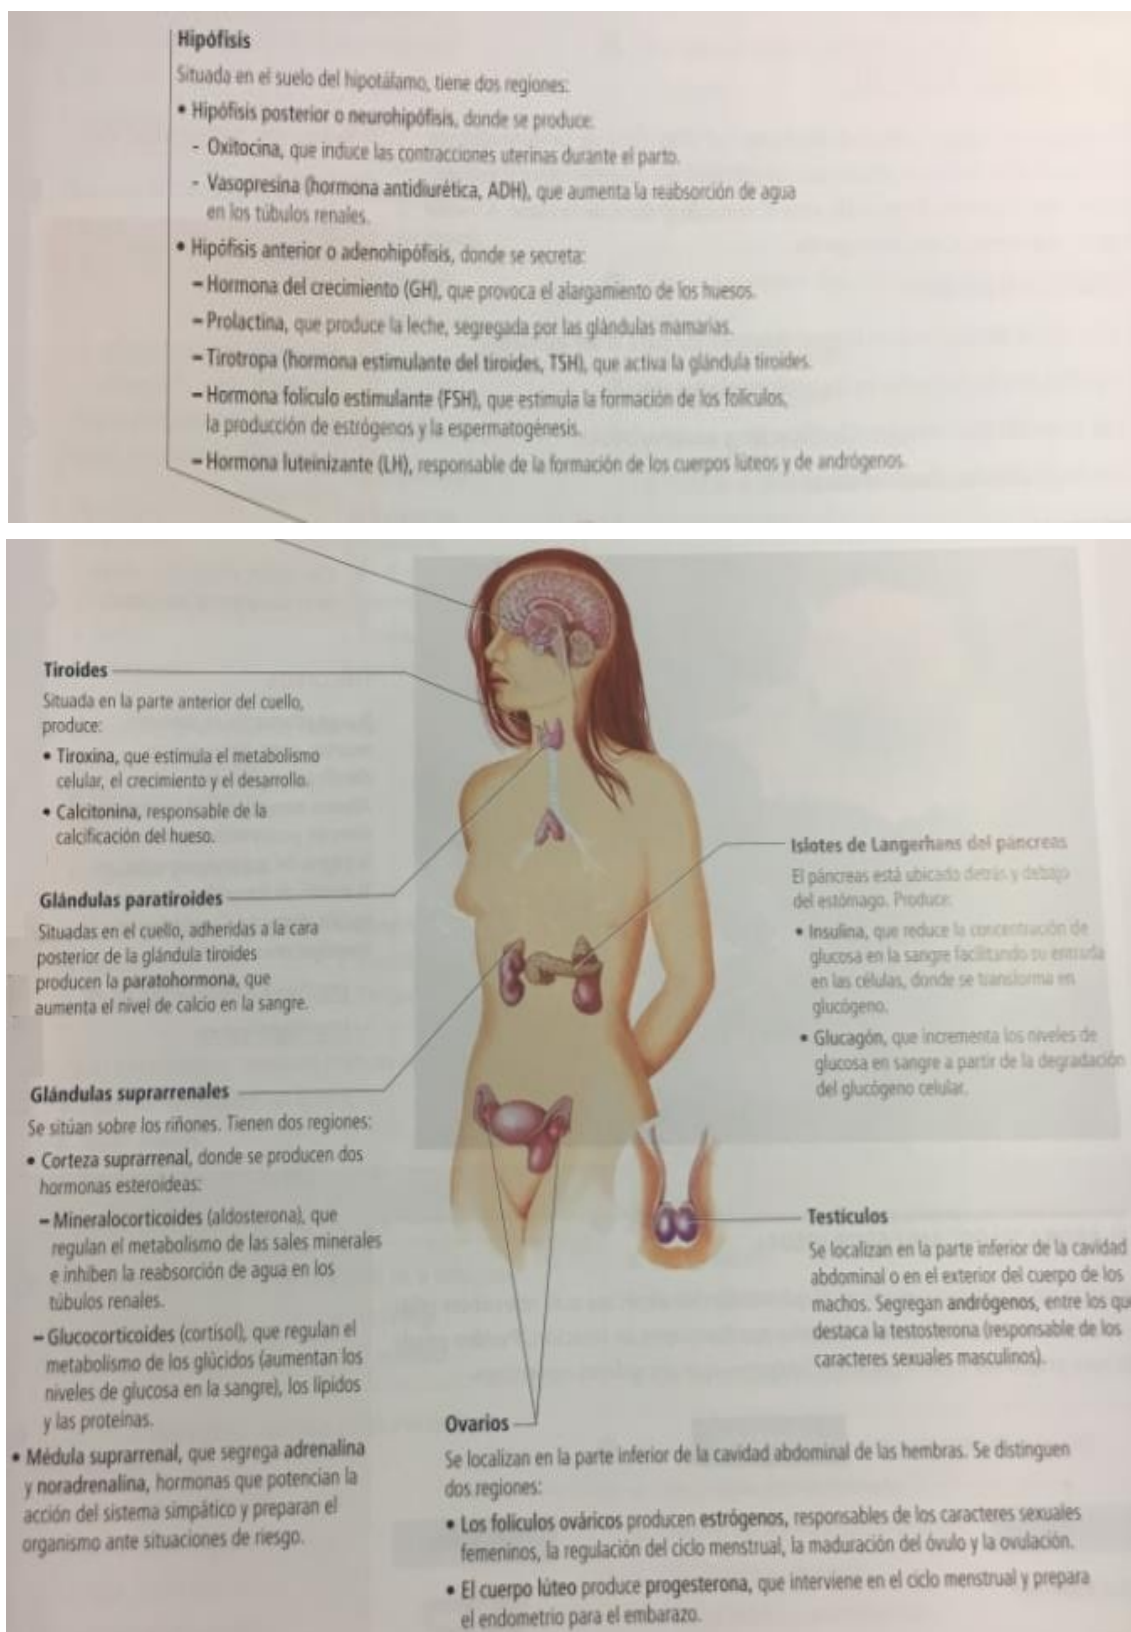 Hipófisis
Situada en el suelo del hipotálamo, tiene dos regiones:
• Hipófisis posterior o neurohipófisis, donde se produce:
- Oxitocina, que induce las contracciones uterinas durante el parto.
- Vasopresina (hormona antidiurética, ADH), que aumenta la reabsorción de agua
en los túbulos renales.
• Hipófisis anterior o adenohipófisis, donde se secreta:
– Hormona del crecimiento (GH), que provoca el alargamiento de los huesos.
– Prolactina, que produce la leche, segregada por las glándulas mamarias.
– Tirotropa (hormona estimulante del tiroides, TSH), que activa la glándula tiroides.
– Hormona folículo estimulante (FSH), que estimula la formación de los folículos,
la producción de estrógenos y la espermatogénesis.
– Hormona luteinizante (LH), responsable de la formación de los cuerpos lúteos y de andrógenos.
Tiroides
Situada en la parte anterior del cuello,
produce:
• Tiroxina, que estimula el metabolismo
celular, el crecimiento y el desarrollo.
• Calcitonina, responsable de la
calcificación del hueso.
Glándulas paratiroides
Situadas en el cuello, adheridas a la cara
posterior de la glándula tiroides
producen la paratohormona, que
aumenta el nivel de calcio en la sangre.
Glándulas suprarrenales
Se sitúan sobre los riñones. Tienen dos regiones:
• Corteza suprarrenal, donde se producen dos
hormonas esteroideas:
– Mineralocorticoides (aldosterona), que
regulan el metabolismo de las sales minerales
e inhiben la reabsorción de agua en los
túbulos renales.
– Glucocorticoides (cortisol), que regulan el
metabolismo de los glúcidos (aumentan los
niveles de glucosa en la sangre), los lípidos
y las proteínas.
• Médula suprarrenal, que segrega adrenalina
y noradrenalina, hormonas que potencian la
acción del sistema simpático y preparan el
organismo ante situaciones de riesgo.
Islotes de Langerhans del páncreas
El páncreas está ubicado detrás y debajo
del estómago. Produce:
• Insulina, que reduce la concentración de
glucosa en la sangre facilitando su entrada
en las células, donde se transforma en
glucógeno.
• Glucagón, que incrementa los niveles de
glucosa en sangre a partir de la degradación
del glucógeno celular.
Testículos
Se localizan en la parte inferior de la cavidad
abdominal o en el exterior del cuerpo de los
machos. Segregan andrógenos, entre los qu
destaca la testosterona (responsable de los
caracteres sexuales masculinos).
Ovarios
Se localizan en la parte inferior de la cavidad abdominal de las hembras. Se distinguen
dos regiones:
• Los folículos ováricos producen estrógenos, responsables de los caracteres sexuales
femeninos, la regulación del ciclo menstrual, la maduración del óvulo y la ovulación.
• El cuerpo lúteo produce progesterona, que interviene en el ciclo menstrual y prepara
el endometrio para el embarazo.